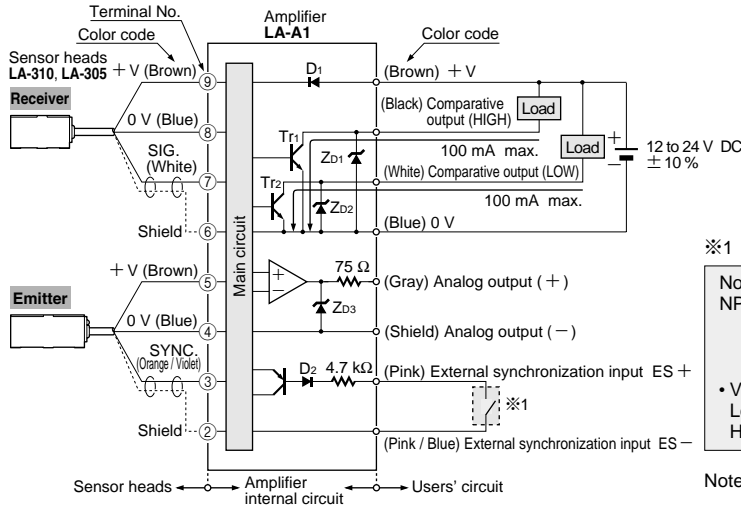 Terminal No.
Color code
Amplifier
LA-A1
Color code
Sensor heads
LA-310, LA-305
Receiver
+ V (Brown)
9
D1
(Brown) + V
0 V (Blue)
8
Tr1
ZD1
(Black) Comparative
output (HIGH)
Load
Load
+
−
12 to 24 V DC
± 10 %
100 mA max.
SIG.
(White)
7
Tr2
ZD2
(White) Comparative output (LOW)
100 mA max.
Shield
6
(Blue) 0 V
Main circuit
Emitter
+ V (Brown)
5
+
−
75 Ω
(Gray) Analog output (+)
0 V (Blue)
4
ZD3
(Shield) Analog output (−)
SYNC.
(Orange / Violet)
3
D2
4.7 kΩ
(Pink) External synchronization input ES +
※1
Shield
2
(Pink / Blue) External synchronization input ES −
Sensor heads
Amplifier
internal circuit
Users' circuit
※1
No
NP
• V
L
H
Note